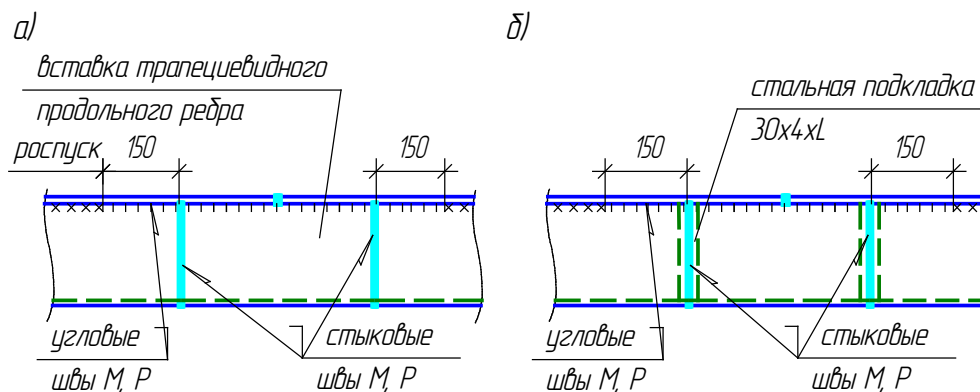 а)
вставка трапециевидного
продольного ребра
роспуск 150
150
угловые
швы М, Р
стыковые
швы М, Р
б)
стальная подкладка
30х4хL
150
150
угловые
швы М, Р
стыковые
швы М, Р